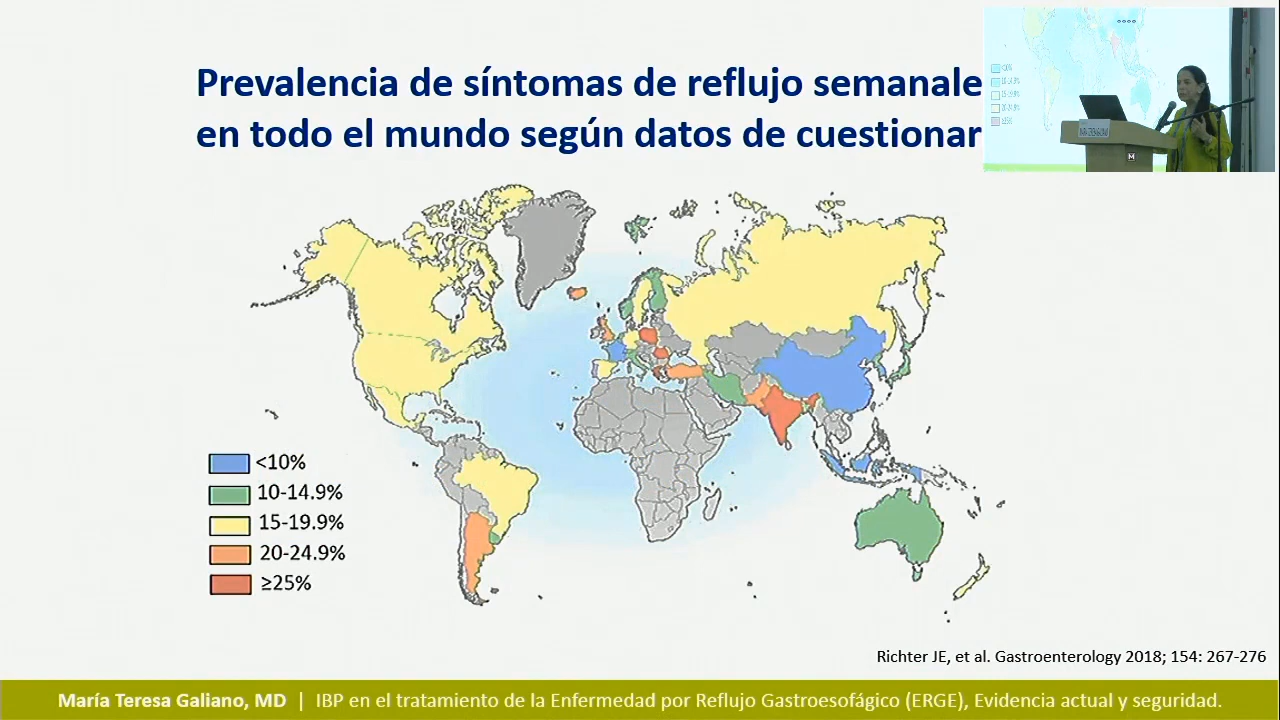 Prevalencia de síntomas de reflujo semanale
en todo el mundo según datos de cuestionar
<10%
10-14.9%
15-19.9%
20-24.9%
≥25%
Richter JE, et al. Gastroenterology 2018; 154: 267-276
María Teresa Galiano, MD | IBP en el tratamiento de la Enfermedad por Reflujo Gastroesofágico (ERGE), Evidencia actual y seguridad.